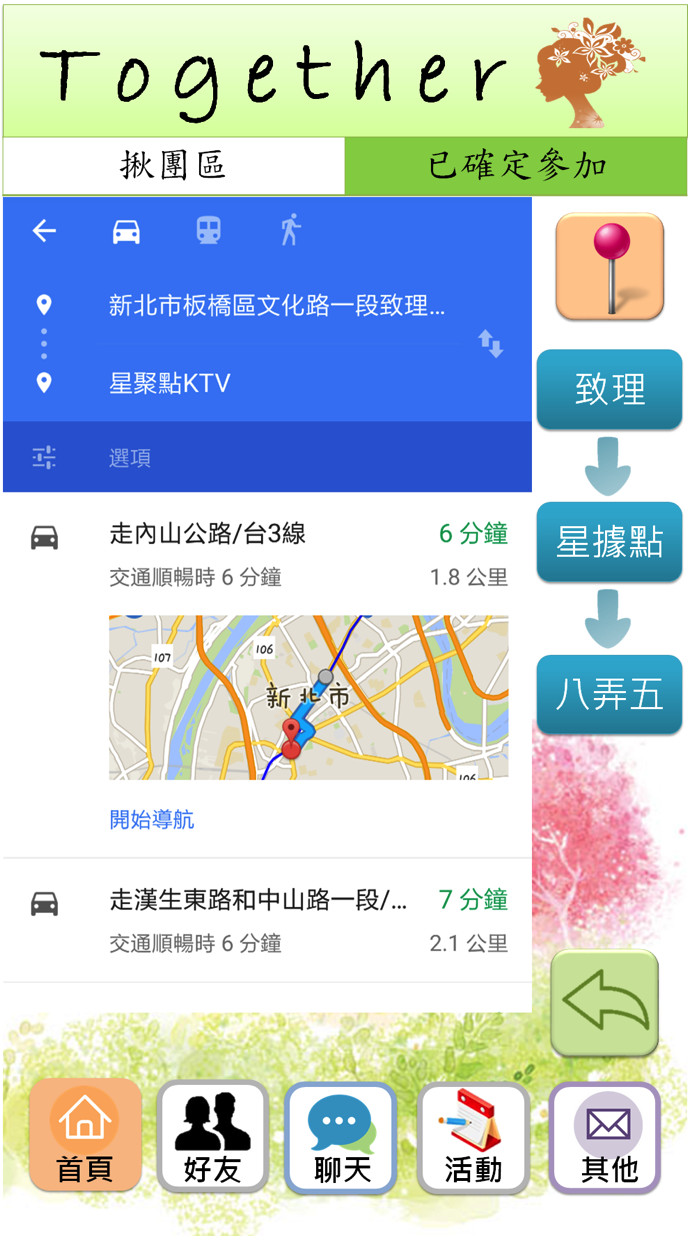 Together
揪團區
已確定參加
新北市板橋區文化路一段致理...
星聚點KTV
選項
致理
星據點
八弄五
走內山公路/台3線
6 分鐘
交通順暢時 6 分鐘
1.8 公里
107
106
新北市
106
開始導航
走漢生東路和中山路一段/...
7 分鐘
交通順暢時 6 分鐘
2.1 公里
首頁
好友
聊天
活動
其他